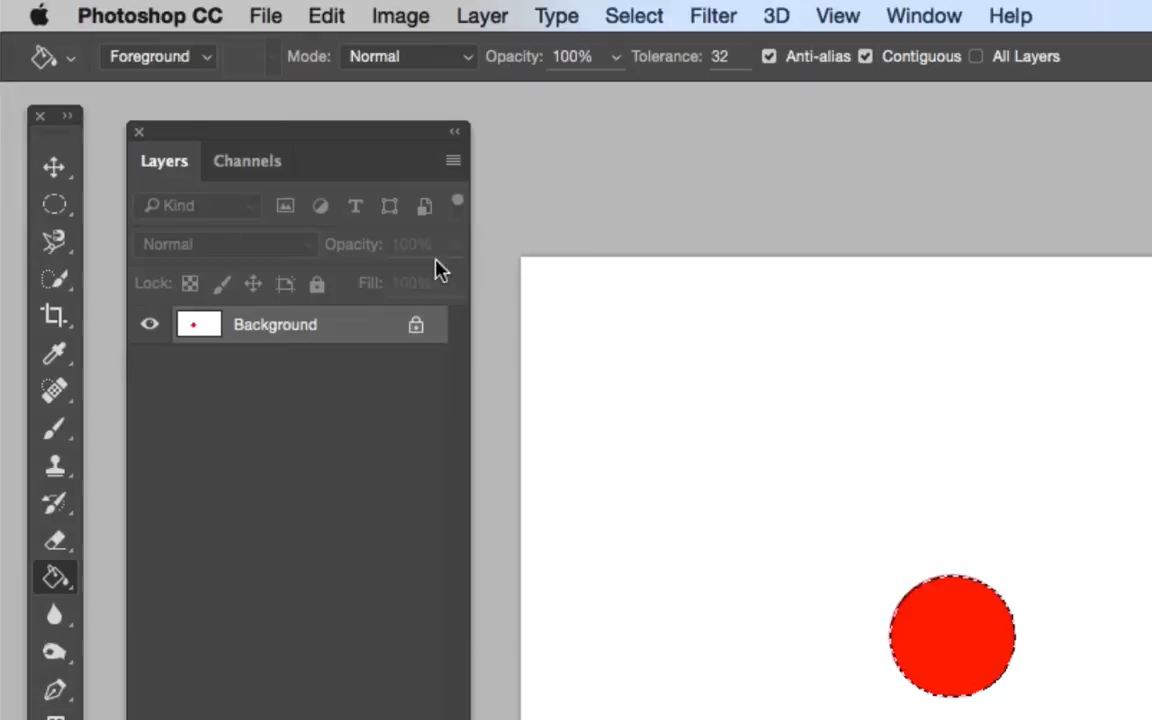 Photoshop CC File Edit Image Layer Type Select Filter 3D View Window Help
Foreground Mode: Normal Opacity: 100% Tolerance: 32 Anti-alias Contiguous All Layers
Layers Channels
Kind
Normal Opacity: 100%
Lock: Fill: 100%
Background